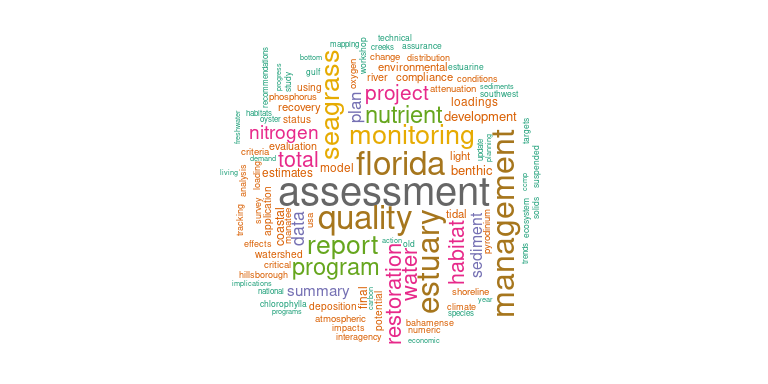 technical
mapping
creeks
assurance
bottom
workshop
change
distribution
recommendations
seagrass
oxygen
environmental
estuarine
progress
gulf
study
river
compliance
conditions
using
plan
project
attenuation
sediments
southwest
phosphorus
recovery
loadings
habitats
nutrient
development
oyster
status
freshwater
nitrogen
monitoring
targets
evaluation
management
planning
update
criteria
total
florida
light
suspended
demand
living
analysis
loading
estimates
model
benthic
ccmp
assessment
survey
application
coastal
manatee
data
usa
quality
estuary
tidal
habitat
sediment
pyrodinium
solids
ecosystem
tracking
effects
report
action
old
restoration
water
trends
watershed
critical
program
hillsborough
implications
national
summary
final
carbon
potential
shoreline
year
chlorophylla
deposition
climate
programs
species
atmospheric
bahamense
impacts
numeric
interagency
economic